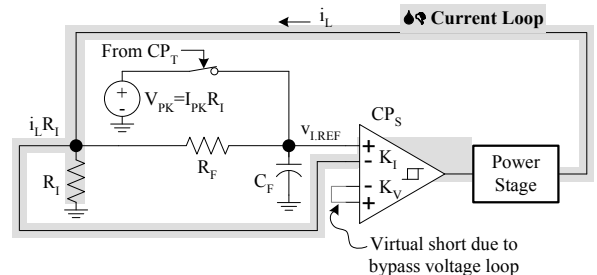 i_L
💧 Current Loop
From CP_T
V_PK=I_PK R_I
CP_S
i_L R_I
v_I.REF
+
-
K_I
R_F
R_I
C_F
-
K_V
+
Power
Stage
Virtual short due to
bypass voltage loop